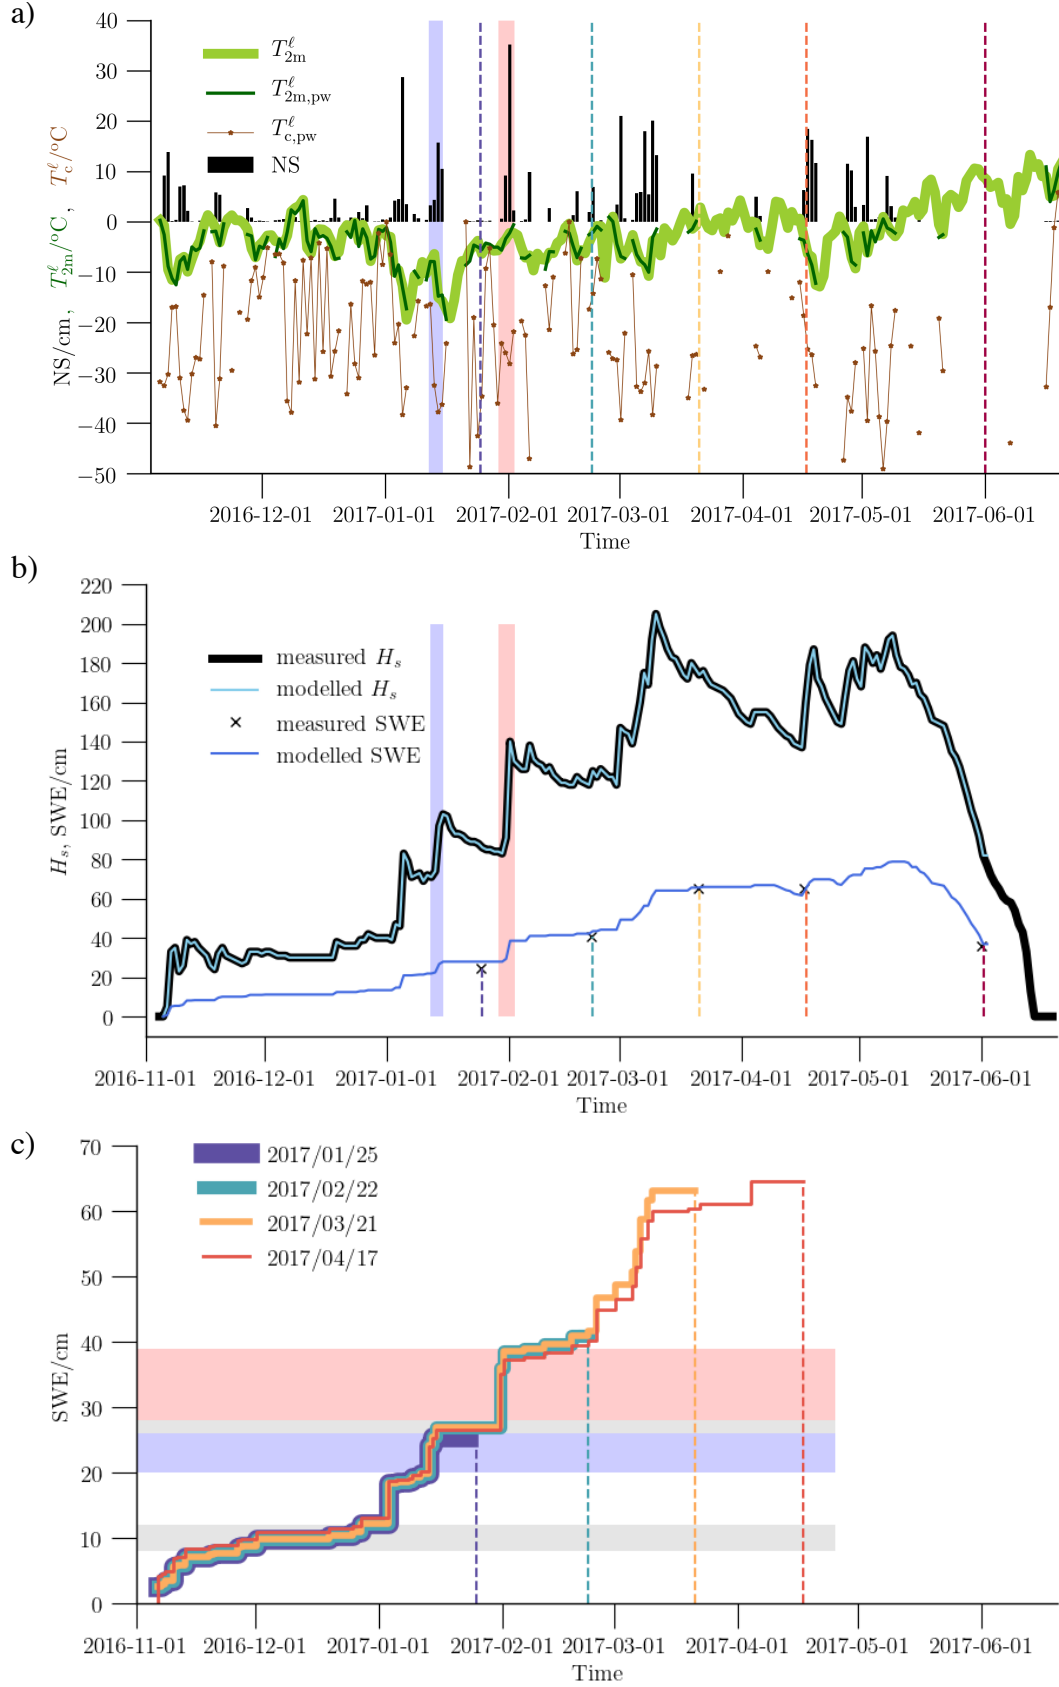 a)
40
30
20
10
0
−10
−20
−30
−40
−50
NS/cm, T^ℓ_2m/°C, T^ℓ_c/°C
T^ℓ_2m
T^ℓ_2m,pw
T^ℓ_c,pw
NS
2016-12-01 2017-01-01 2017-02-01 2017-03-01 2017-04-01 2017-05-01 2017-06-01
Time
b)
220
200
180
160
140
120
100
80
60
40
20
0
H_s, SWE/cm
measured H_s
modelled H_s
measured SWE
modelled SWE
2016-11-01 2016-12-01 2017-01-01 2017-02-01 2017-03-01 2017-04-01 2017-05-01 2017-06-01
Time
c)
70
60
50
40
30
20
10
0
SWE/cm
2017/01/25
2017/02/22
2017/03/21
2017/04/17
2016-11-01 2016-12-01 2017-01-01 2017-02-01 2017-03-01 2017-04-01 2017-05-01 2017-06-01
Time